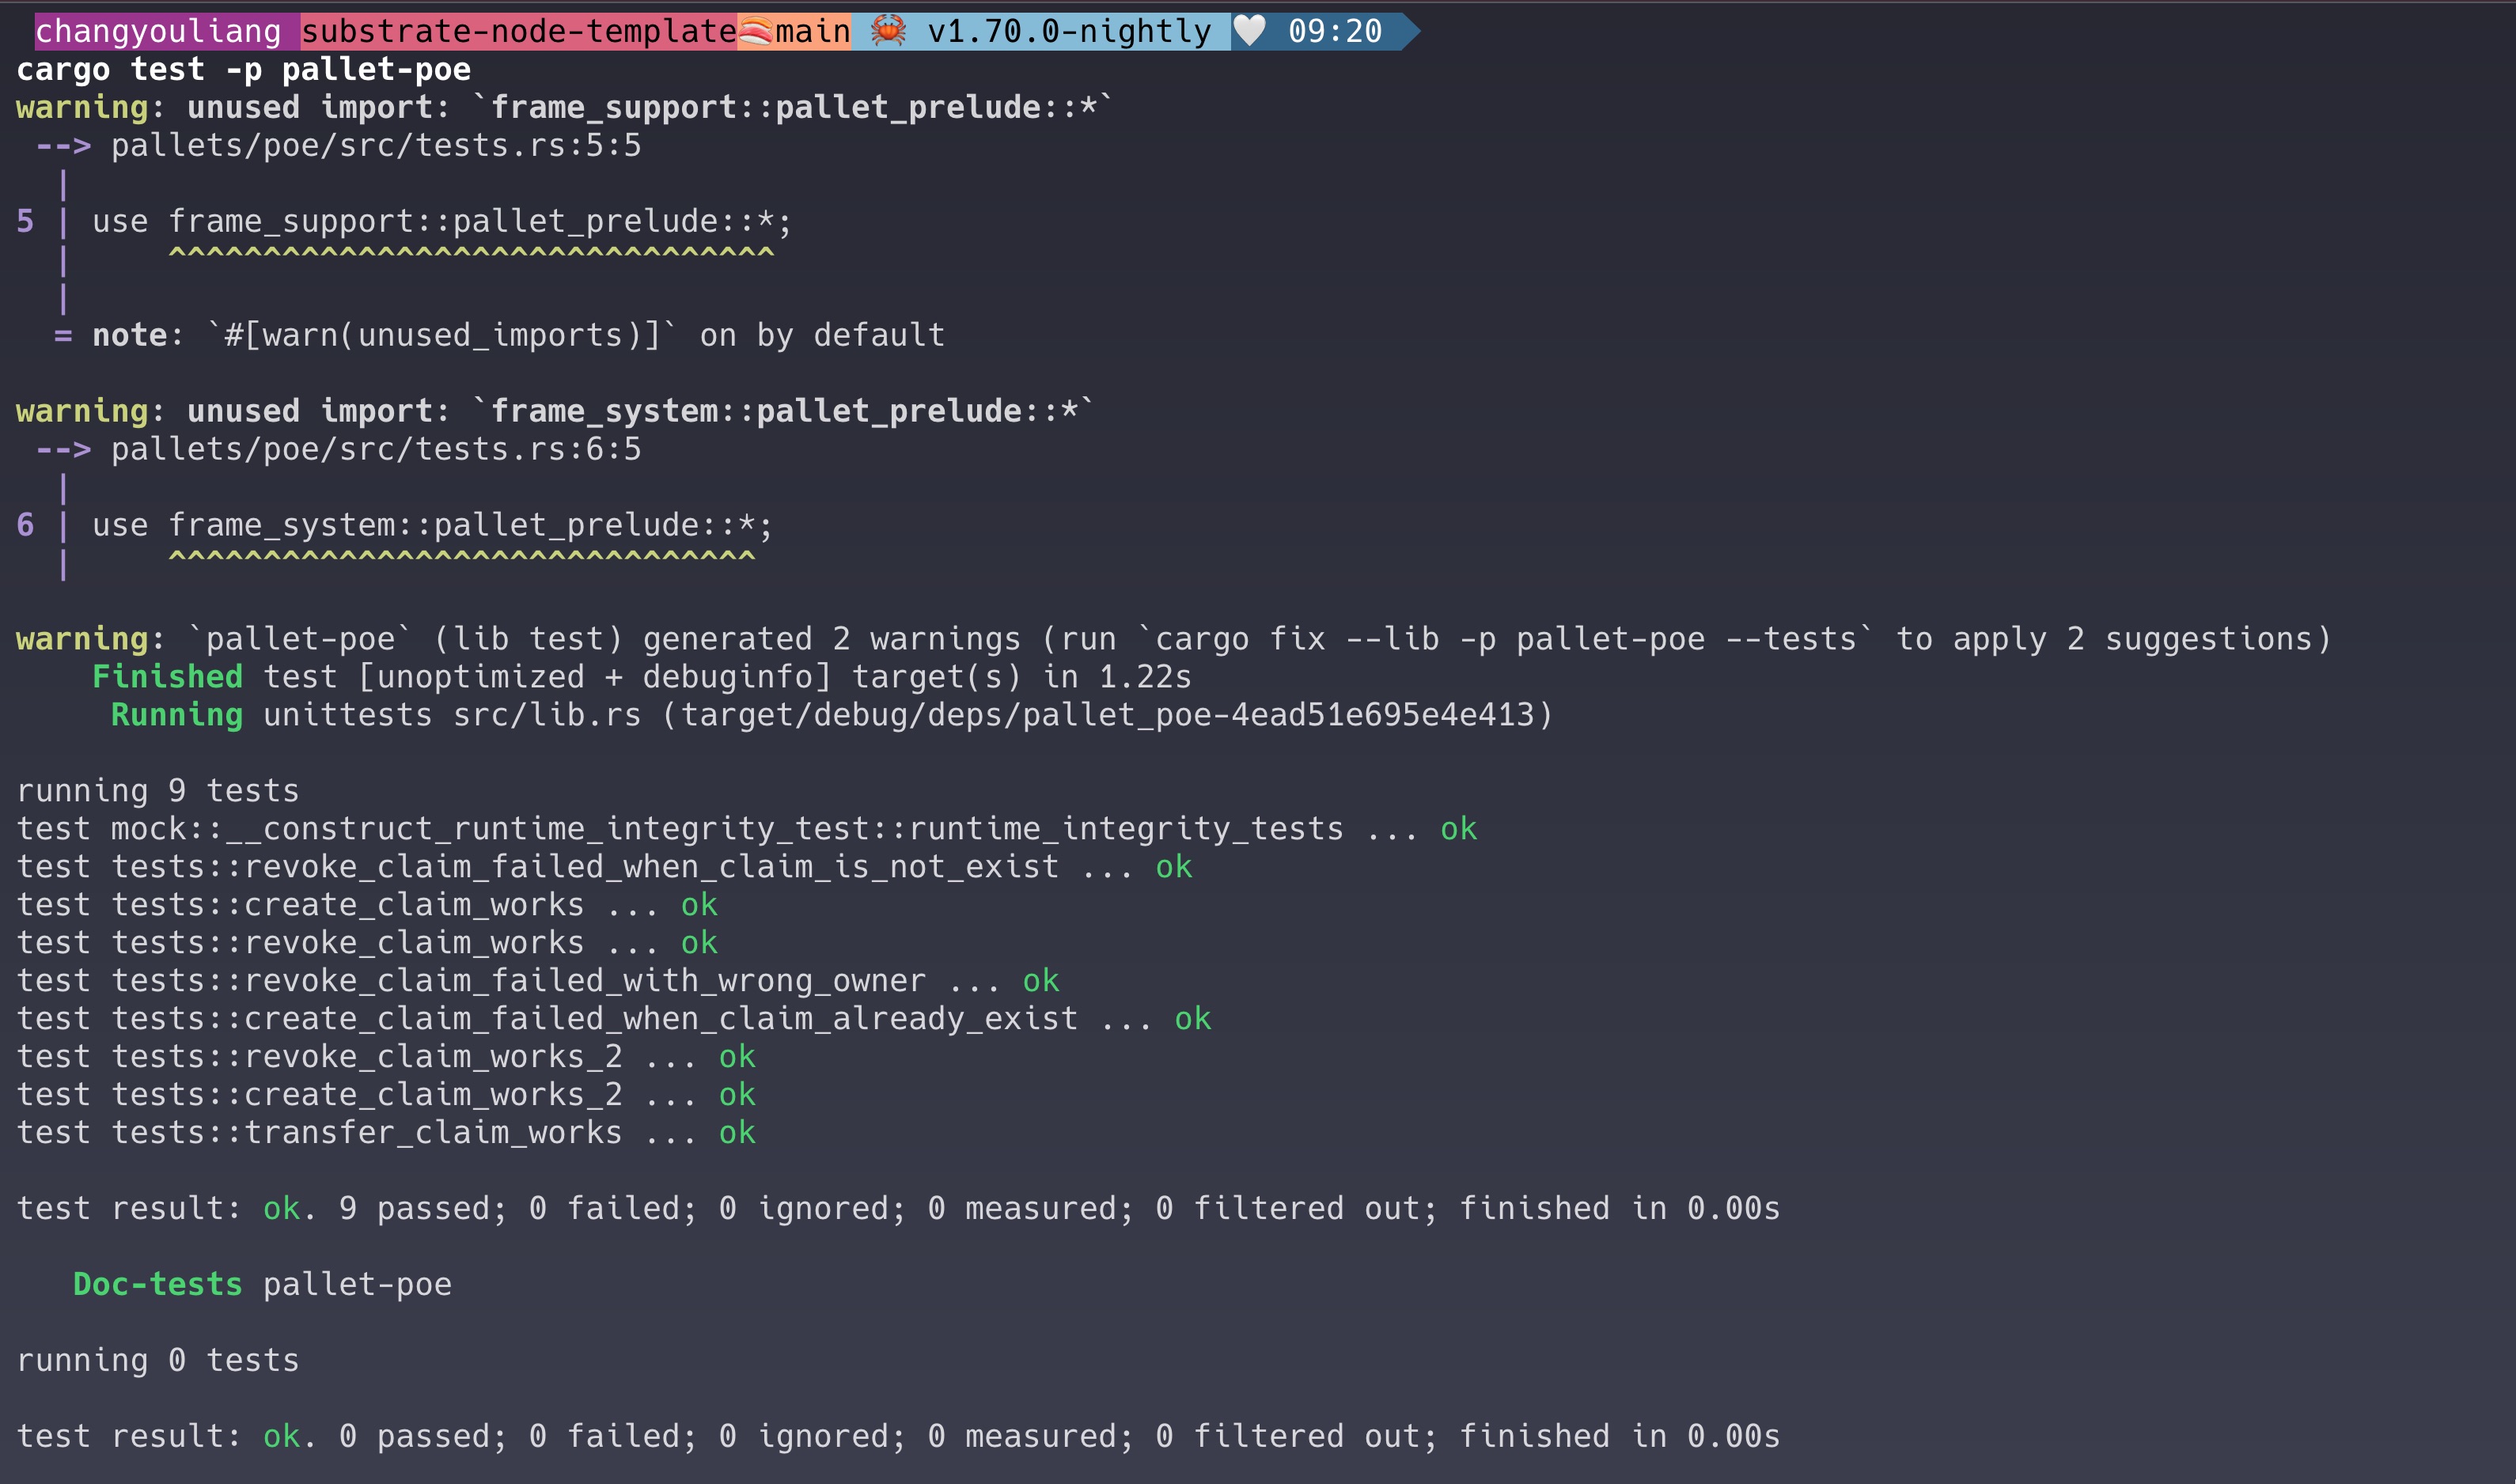 changyouliang substrate-node-template🍣main 🦀 v1.70.0-nightly 🤍 09:20
cargo test -p pallet-poe
warning: unused import: `frame_support::pallet_prelude::*`
 --> pallets/poe/src/tests.rs:5:5
  |
5 | use frame_support::pallet_prelude::*;
  |     ^^^^^^^^^^^^^^^^^^^^^^^^^^^^^^^^
  |
  = note: `#[warn(unused_imports)]` on by default
warning: unused import: `frame_system::pallet_prelude::*`
 --> pallets/poe/src/tests.rs:6:5
  |
6 | use frame_system::pallet_prelude::*;
  |     ^^^^^^^^^^^^^^^^^^^^^^^^^^^^^^^
warning: `pallet-poe` (lib test) generated 2 warnings (run `cargo fix --lib -p pallet-poe --tests` to apply 2 suggestions)
    Finished test [unoptimized + debuginfo] target(s) in 1.22s
     Running unittests src/lib.rs (target/debug/deps/pallet_poe-4ead51e695e4e413)
running 9 tests
test mock::__construct_runtime_integrity_test::runtime_integrity_tests ... ok
test tests::revoke_claim_failed_when_claim_is_not_exist ... ok
test tests::create_claim_works ... ok
test tests::revoke_claim_works ... ok
test tests::revoke_claim_failed_with_wrong_owner ... ok
test tests::create_claim_failed_when_claim_already_exist ... ok
test tests::revoke_claim_works_2 ... ok
test tests::create_claim_works_2 ... ok
test tests::transfer_claim_works ... ok
test result: ok. 9 passed; 0 failed; 0 ignored; 0 measured; 0 filtered out; finished in 0.00s
   Doc-tests pallet-poe
running 0 tests
test result: ok. 0 passed; 0 failed; 0 ignored; 0 measured; 0 filtered out; finished in 0.00s